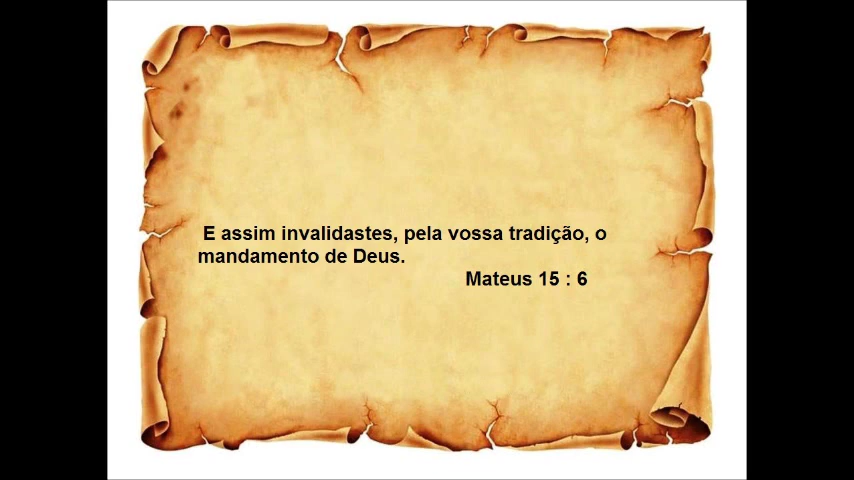 E assim invalidastes, pela vossa tradição, o
mandamento de Deus.
Mateus 15 : 6